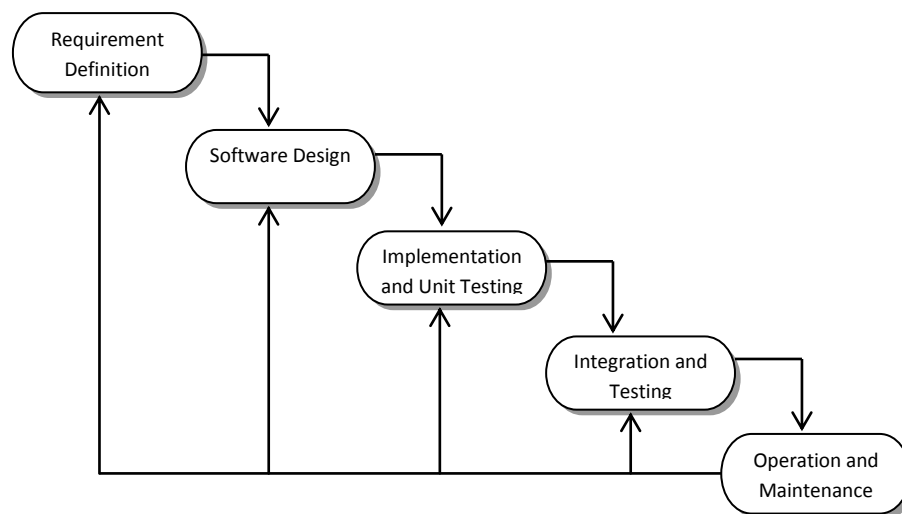 Requirement
Definition
Software Design
Implementation
and Unit Testing
Integration and
Testing
Operation and
Maintenance